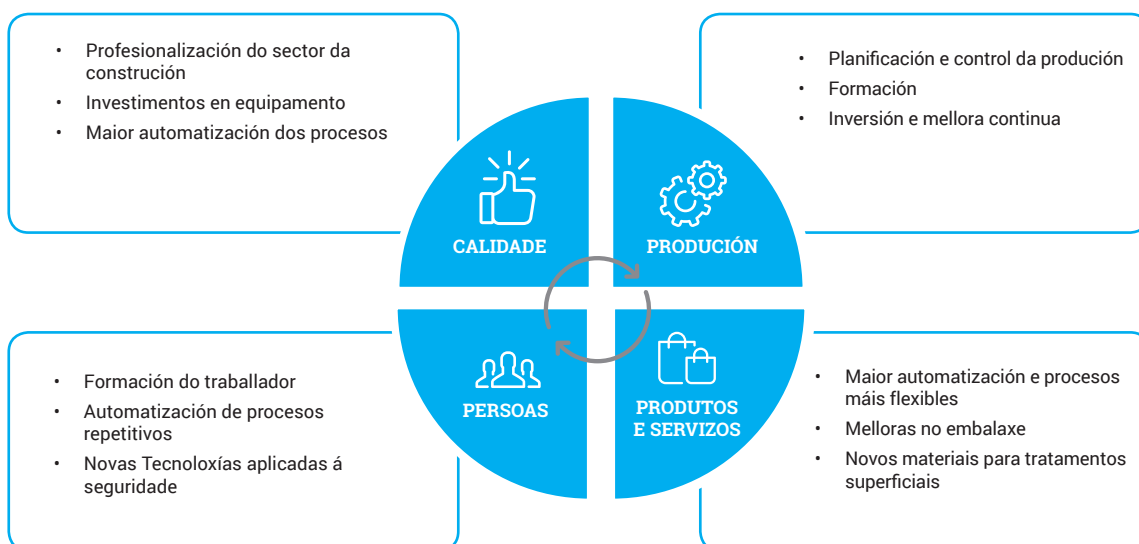 • Profesionalización do sector da
construción
• Investimentos en equipamento
• Maior automatización dos procesos
• Planificación e control da produción
• Formación
• Inversión e mellora continua
CALIDADE
PRODUCIÓN
PERSOAS
PRODUTOS
E SERVIZOS
• Formación do traballador
• Automatización de procesos
repetitivos
• Novas Tecnoloxías aplicadas á
seguridade
• Maior automatización e procesos
máis flexibles
• Melloras no embalaxe
• Novos materiais para tratamentos
superficiais